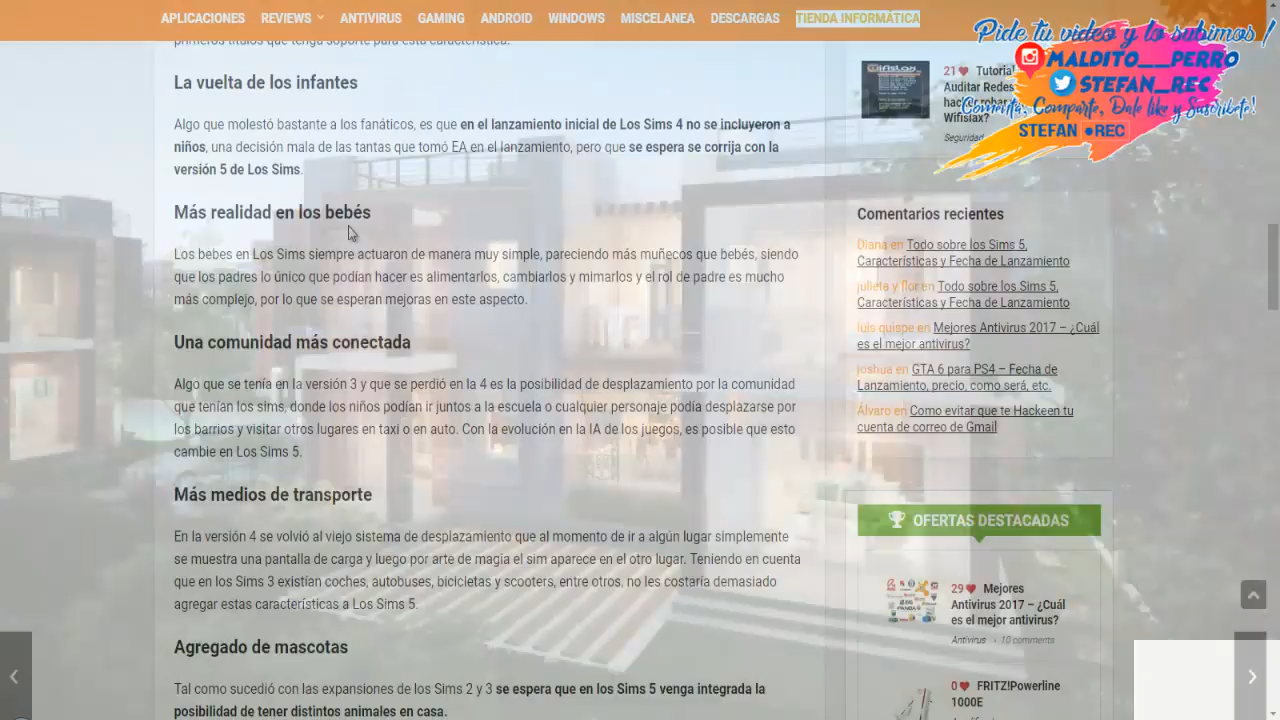 APLICACIONES REVIEWS ANTIVIRUS GAMING ANDROID WINDOWS MISCELANEA DESCARGAS TIENDA INFORMÁTICA
Pide tu video y lo subimos !
MALDITO__PERRO
STEFAN_REC
Comenta, Comparte, Dale like y Suscribete!
STEFAN REC
primeros títulos que tenga soporte para esta característica.
La vuelta de los infantes
Algo que molestó bastante a los fanáticos, es que en el lanzamiento inicial de Los Sims 4 no se incluyeron a
niños, una decisión mala de las tantas que tomó EA en el lanzamiento, pero que se espera se corrija con la
versión 5 de Los Sims.
Más realidad en los bebés
Los bebes en Los Sims siempre actuaron de manera muy simple, pareciendo más muñecos que bebés, siendo
que los padres lo único que podían hacer es alimentarlos, cambiarlos y mimarlos y el rol de padre es mucho
más complejo, por lo que se esperan mejoras en este aspecto.
Una comunidad más conectada
Algo que se tenía en la versión 3 y que se perdió en la 4 es la posibilidad de desplazamiento por la comunidad
que tenían los sims, donde los niños podían ir juntos a la escuela o cualquier personaje podía desplazarse por
los barrios y visitar otros lugares en taxi o en auto. Con la evolución en la IA de los juegos, es posible que esto
cambie en Los Sims 5.
Más medios de transporte
En la versión 4 se volvió al viejo sistema de desplazamiento que al momento de ir a algún lugar simplemente
se muestra una pantalla de carga y luego por arte de magía el sim aparece en el otro lugar. Teniendo en cuenta
que en los Sims 3 existían coches, autobuses, bicicletas y scooters, entre otros, no les costaría demasiado
agregar estas características a Los Sims 5.
Agregado de mascotas
Tal como sucedió con las expansiones de los Sims 2 y 3 se espera que en los Sims 5 venga integrada la
posibilidad de tener distintos animales en casa.
21 Tutorial
Auditar Redes
Wifislax?
Seguridad
Comentarios recientes
Diana en Todo sobre los Sims 5,
Características y Fecha de Lanzamiento
julieta y flor en Todo sobre los Sims 5,
Características y Fecha de Lanzamiento
luis quispe en Mejores Antivirus 2017 – ¿Cuál
es el mejor antivirus?
joshua en GTA 6 para PS4 – Fecha de
Lanzamiento, precio, como será, etc.
Álvaro en Como evitar que te Hackeen tu
cuenta de correo de Gmail
OFERTAS DESTACADAS
29 Mejores
Antivirus 2017 – ¿Cuál
es el mejor antivirus?
Antivirus 10 comments
0 FRITZ!Powerline
1000E